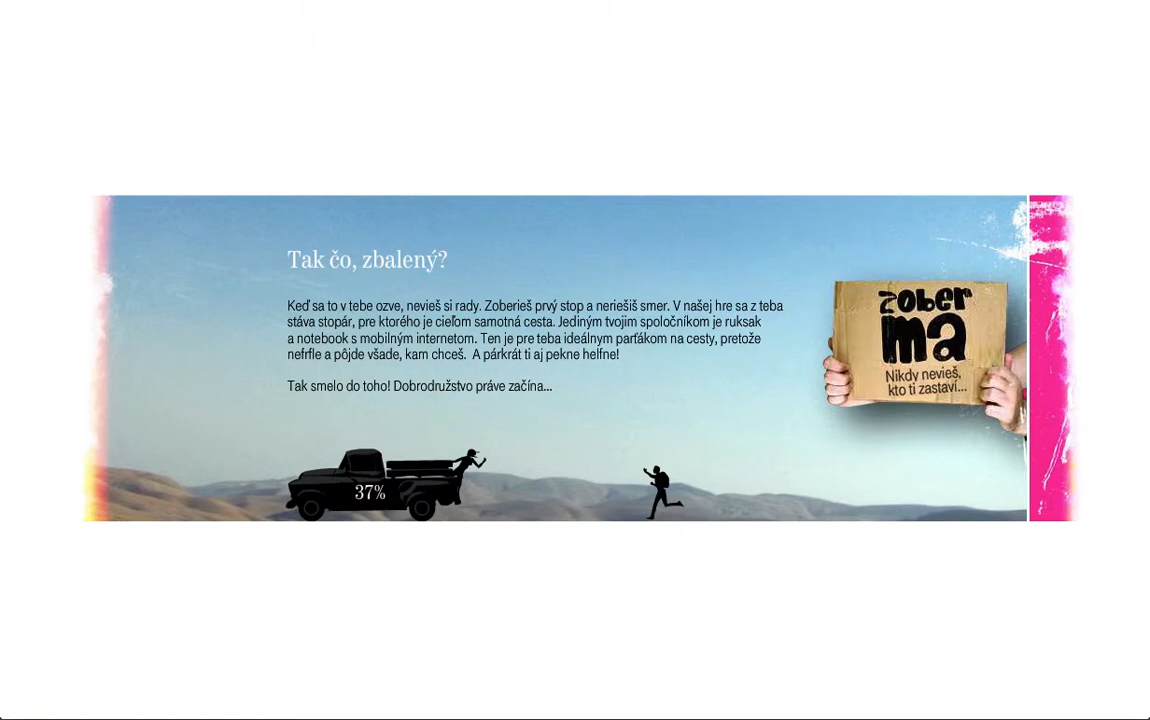 Tak čo, zbalený?
Keď sa to v tebe ozve, nevieš si rady. Zoberieš prvý stop a neriešiš smer. V našej hre sa z teba
stáva stopár, pre ktorého je cieľom samotná cesta. Jediným tvojim spoločníkom je ruksak
a notebook s mobilným internetom. Ten je pre teba ideálnym parťákom na cesty, pretože
nefrfle a pôjde všade, kam chceš. A párkrát ti aj pekne helfne!
Tak smelo do toho! Dobrodružstvo práve začína...
zober
ma
Nikdy nevieš,
kto ti zastaví...
37%